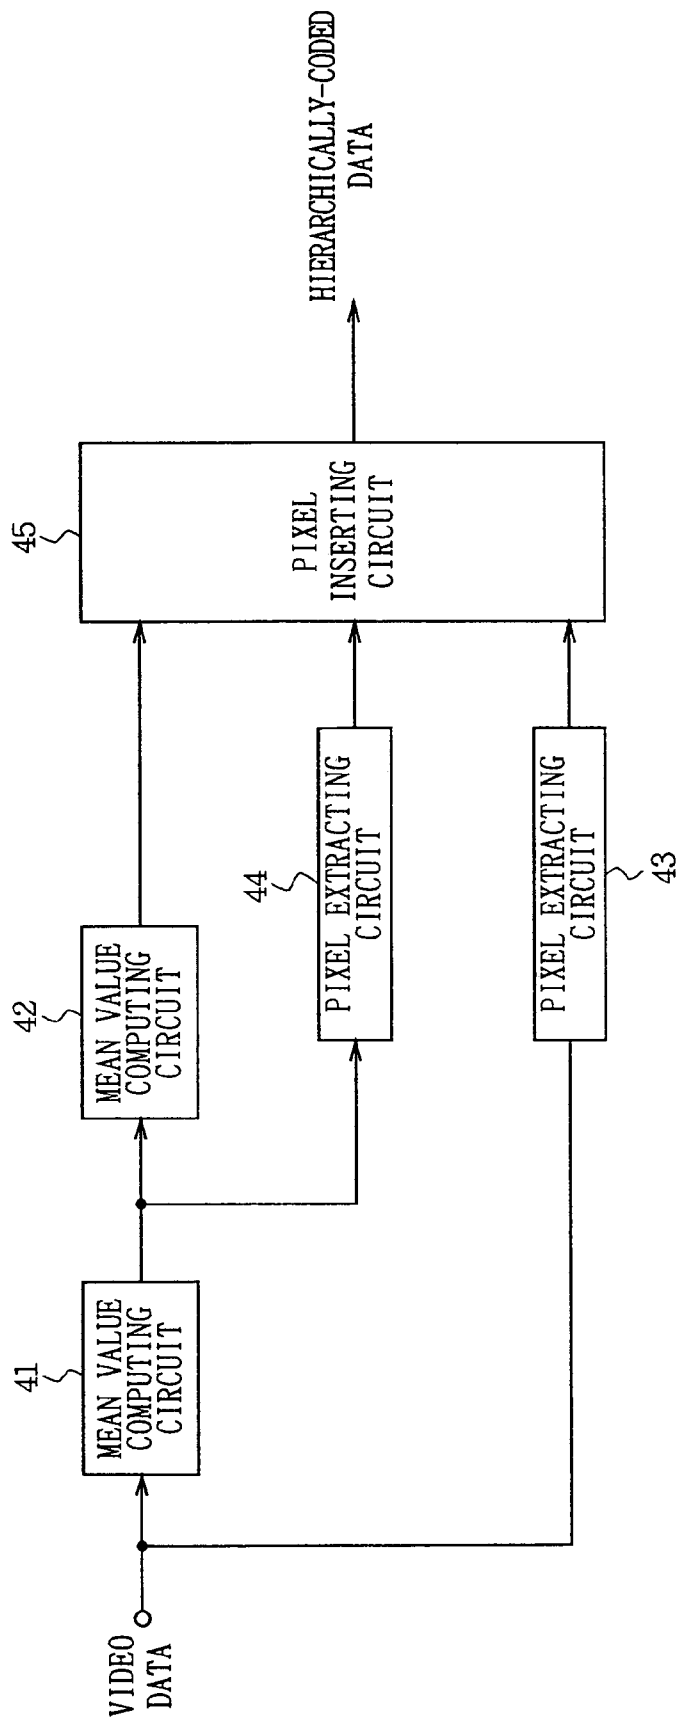 VIDEO
DATA
41
MEAN VALUE
COMPUTING
CIRCUIT
42
MEAN VALUE
COMPUTING
CIRCUIT
44
PIXEL EXTRACTING
CIRCUIT
PIXEL EXTRACTING
CIRCUIT
43
45
PIXEL
INSERTING
CIRCUIT
HIERARCHICALLY-CODED
DATA